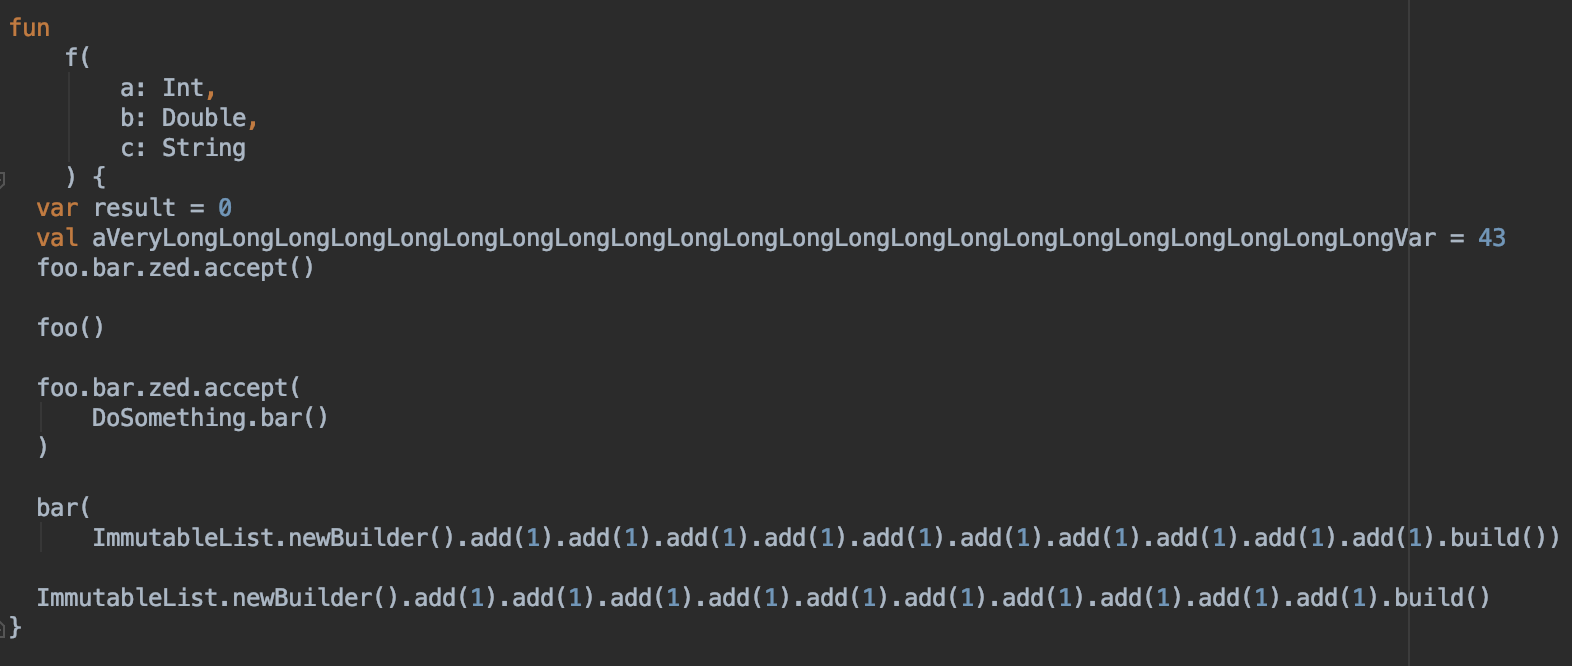 fun
    f(
        a: Int,
        b: Double,
        c: String
    ) {
  var result = 0
  val aVeryLongLongLongLongLongLongLongLongLongLongLongLongLongLongLongLongLongLongLongLongLongLongVar = 43
  foo.bar.zed.accept()

  foo()

  foo.bar.zed.accept(
      DoSomething.bar()
  )

  bar(
      ImmutableList.newBuilder().add(1).add(1).add(1).add(1).add(1).add(1).add(1).add(1).add(1).add(1).build())

  ImmutableList.newBuilder().add(1).add(1).add(1).add(1).add(1).add(1).add(1).add(1).add(1).add(1).build()
}